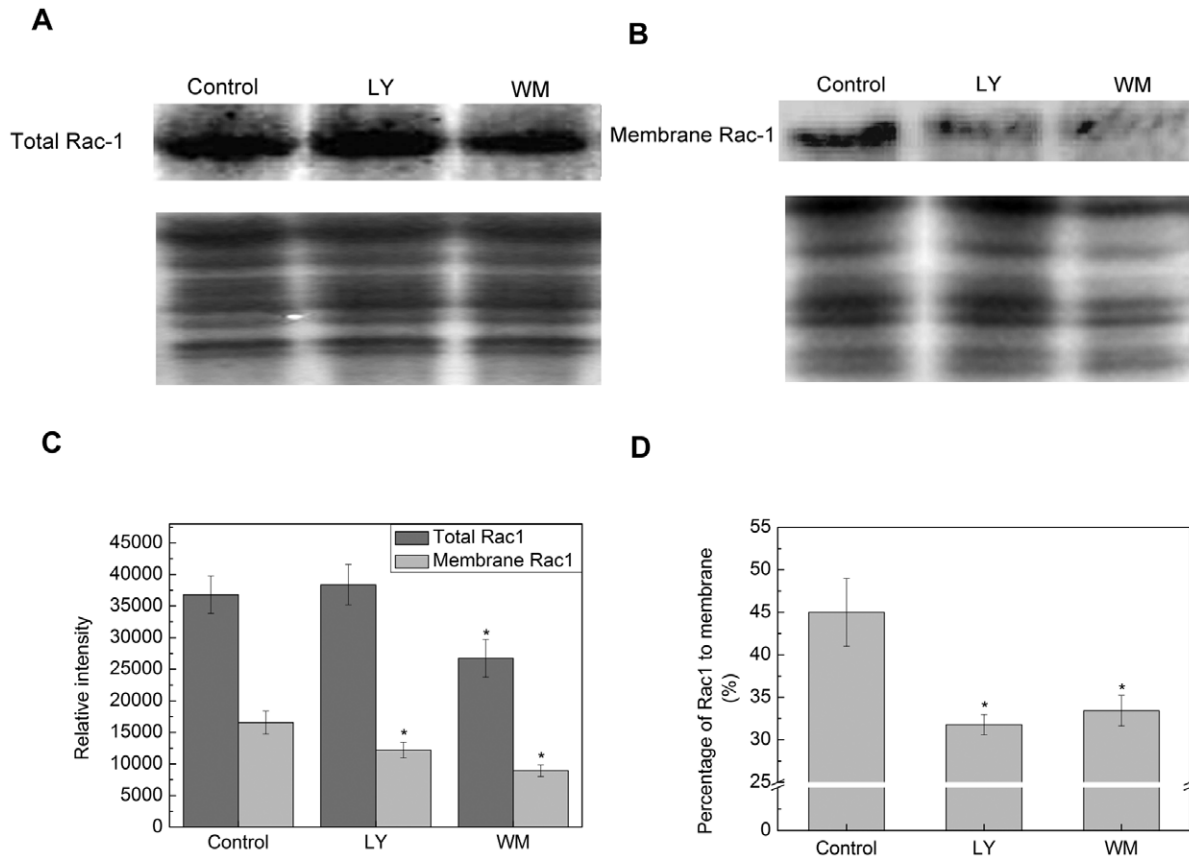 A
Control LY WM
Total Rac-1
B
Control LY WM
Membrane Rac-1
C
Relative intensity
45000
40000
35000
30000
25000
20000
15000
10000
5000
0
Total Rac1
Membrane Rac1
*
*
*
Control LY WM
D
Percentage of Rac1 to membrane
(%)
55
50
45
40
35
30
25
0
*
*
Control LY WM